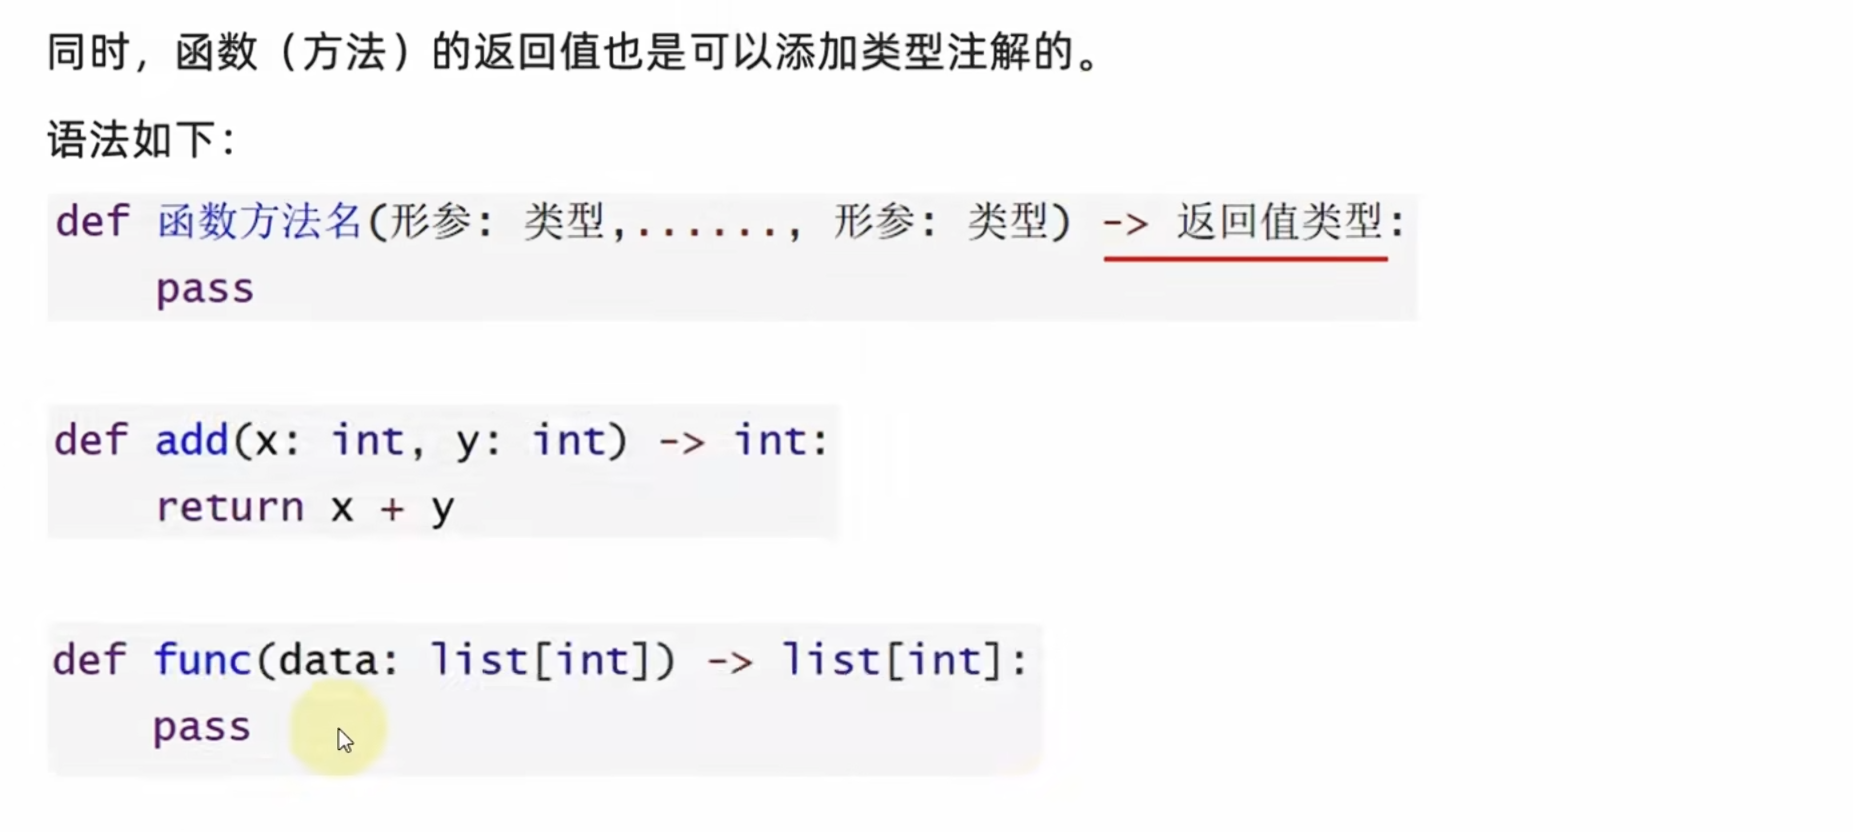 同时，函数（方法）的返回值也是可以添加类型注解的。
语法如下：
def 函数方法名(形参: 类型,......, 形参: 类型) -> 返回值类型:
    pass
def add(x: int, y: int) -> int:
    return x + y
def func(data: list[int]) -> list[int]:
    pass